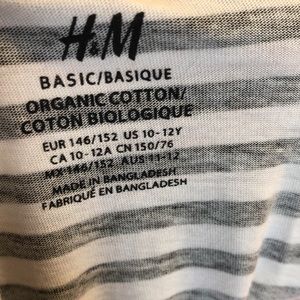 H&M
BASIC/BASIQUE
ORGANIC COTTON/
COTON BIOLOGIQUE
EUR 146/152 US 10-12Y
CA 10-12A CN 150/76
MX 146/152 AUS 11-12
MADE IN BANGLADESH
FABRIQUÉ EN BANGLADESH